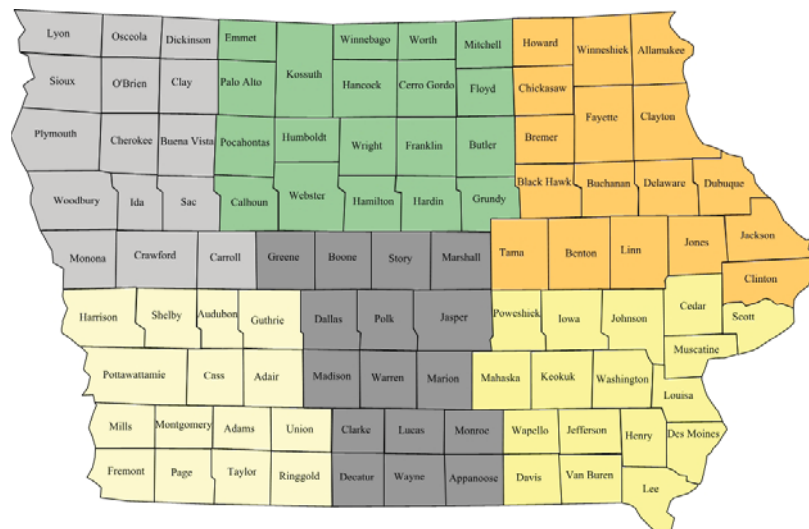 Lyon
Osceola
Dickinson
Emmet
Kossuth
Winnebago
Worth
Mitchell
Howard
Winneshiek
Allamakee
Sioux
O'Brien
Clay
Palo Alto
Hancock
Cerro Gordo
Floyd
Chickasaw
Fayette
Clayton
Plymouth
Cherokee
Buena Vista
Pocahontas
Humboldt
Wright
Franklin
Butler
Bremer
Woodbury
Ida
Sac
Calhoun
Webster
Hamilton
Hardin
Grundy
Black Hawk
Buchanan
Delaware
Dubuque
Monona
Crawford
Carroll
Greene
Boone
Story
Marshall
Tama
Benton
Linn
Jones
Jackson
Clinton
Harrison
Shelby
Audubon
Guthrie
Dallas
Polk
Jasper
Poweshiek
Iowa
Johnson
Cedar
Scott
Muscatine
Pottawattamie
Cass
Adair
Madison
Warren
Marion
Mahaska
Keokuk
Washington
Louisa
Mills
Montgomery
Adams
Union
Clarke
Lucas
Monroe
Wapello
Jefferson
Henry
Des Moines
Fremont
Page
Taylor
Ringgold
Decatur
Wayne
Appanoose
Davis
Van Buren
Lee